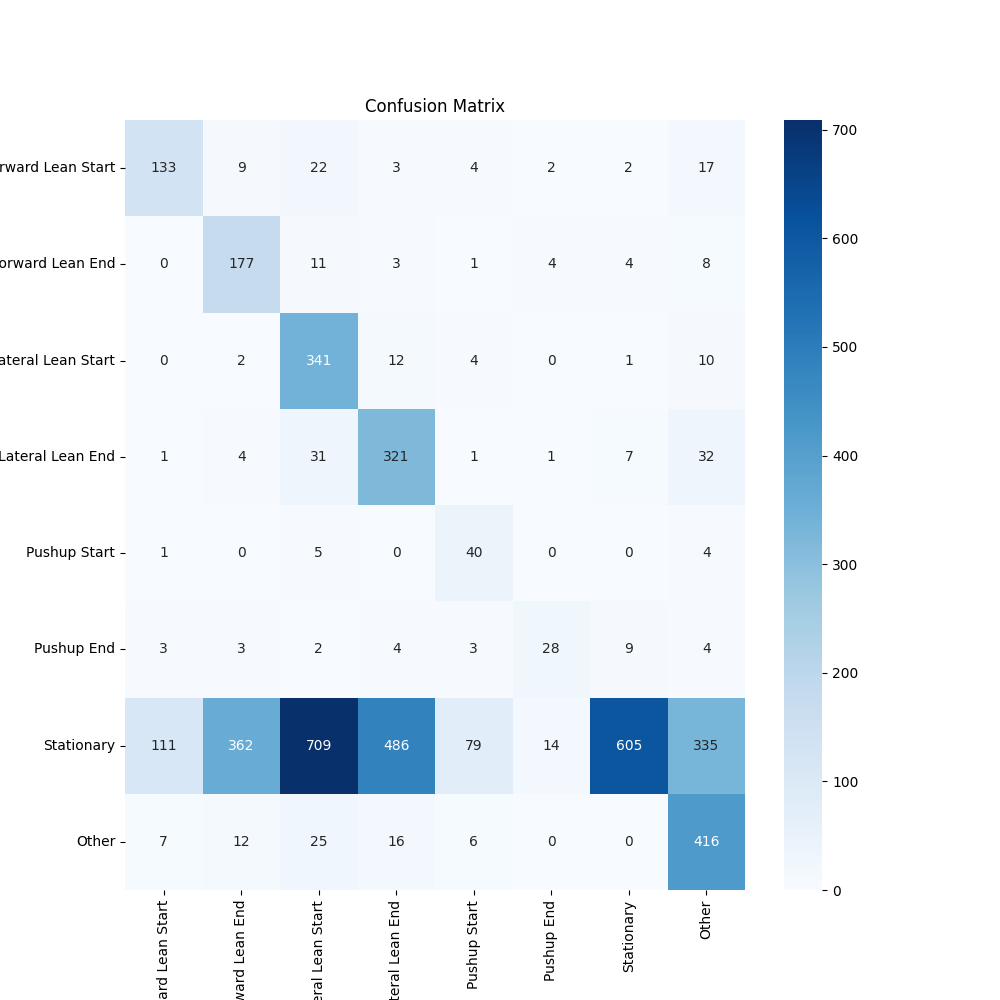 Confusion Matrix
rward Lean Start 133 9 22 3 4 2 2 17
orward Lean End 0 177 11 3 1 4 4 8
ateral Lean Start 0 2 341 12 4 0 1 10
Lateral Lean End 1 4 31 321 1 1 7 32
Pushup Start 1 0 5 0 40 0 0 4
Pushup End 3 3 2 4 3 28 9 4
Stationary 111 362 709 486 79 14 605 335
Other 7 12 25 16 6 0 0 416
ard Lean Start
ward Lean End
eral Lean Start
teral Lean End
Pushup Start
Pushup End
Stationary
Other
700
600
500
400
300
200
100
0